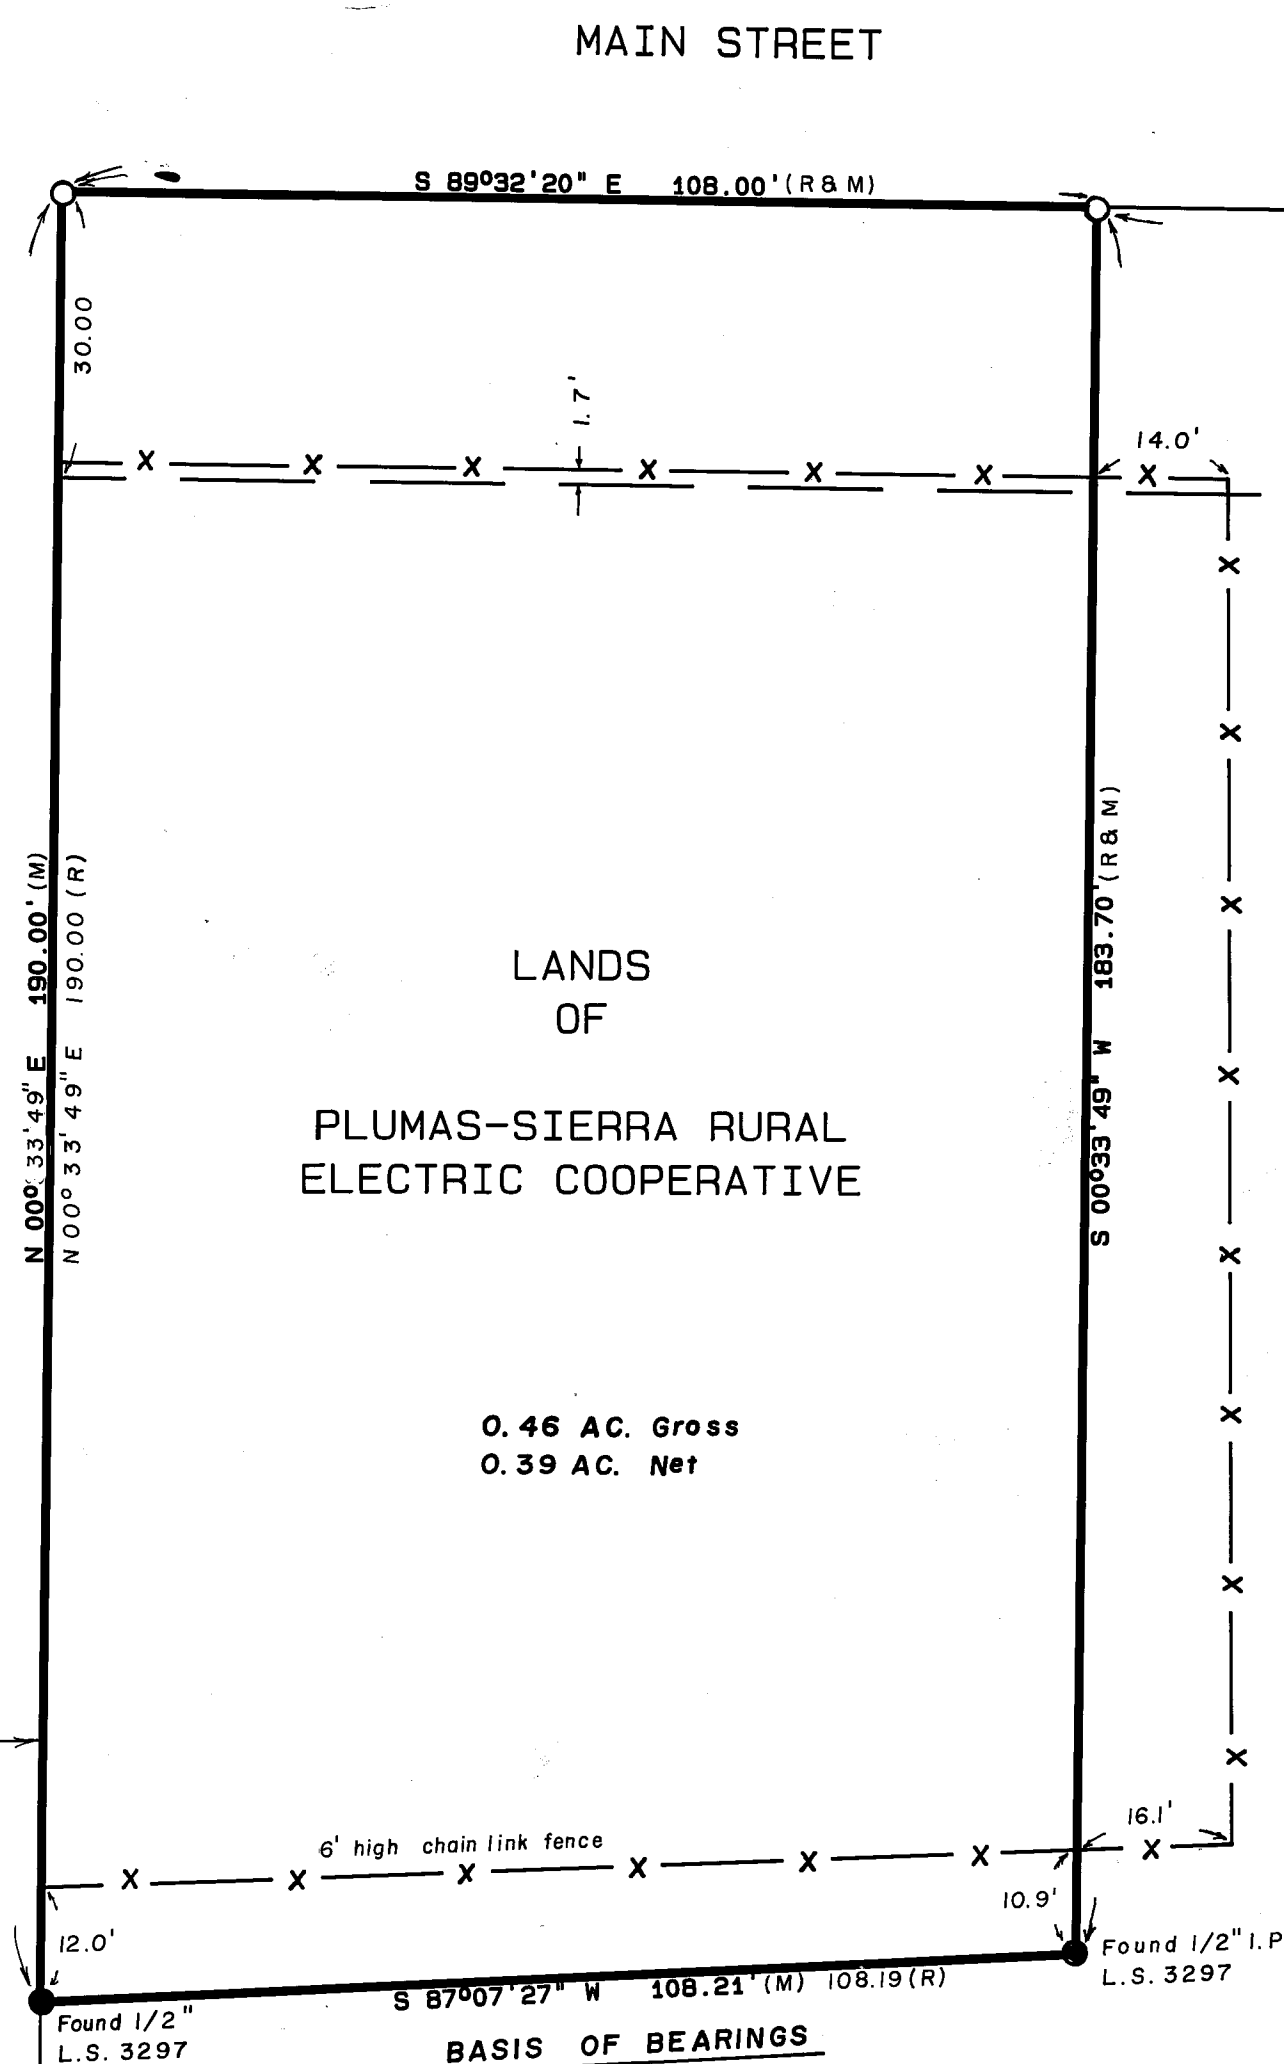 MAIN STREET
S 89°32'20" E 108.00' (R & M)
30.00
1.7'
14.0'
X X X X X X X
X
X
X
X
X
X
X
X
N 00°33'49" E 190.00' (M)
N 00° 33' 49" E 190.00 (R)
S 00°33'49" W 183.70' (R & M)
LANDS
OF
PLUMAS-SIERRA RURAL
ELECTRIC COOPERATIVE
0.46 AC. Gross
0.39 AC. Net
16.1'
6' high chain link fence
X X X X X X X
10.9'
12.0'
Found 1/2" I.P
L.S. 3297
S 87°07'27" W 108.21' (M) 108.19 (R)
Found 1/2"
L.S. 3297
BASIS OF BEARINGS